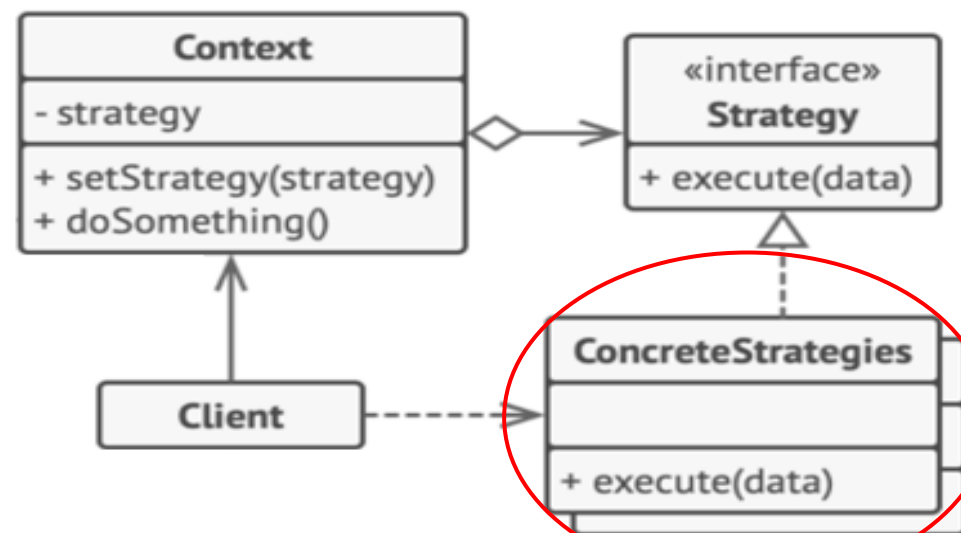 Context
- strategy
+ setStrategy(strategy)
+ doSomething()
«interface»
Strategy
+ execute(data)
Client
ConcreteStrategies
+ execute(data)